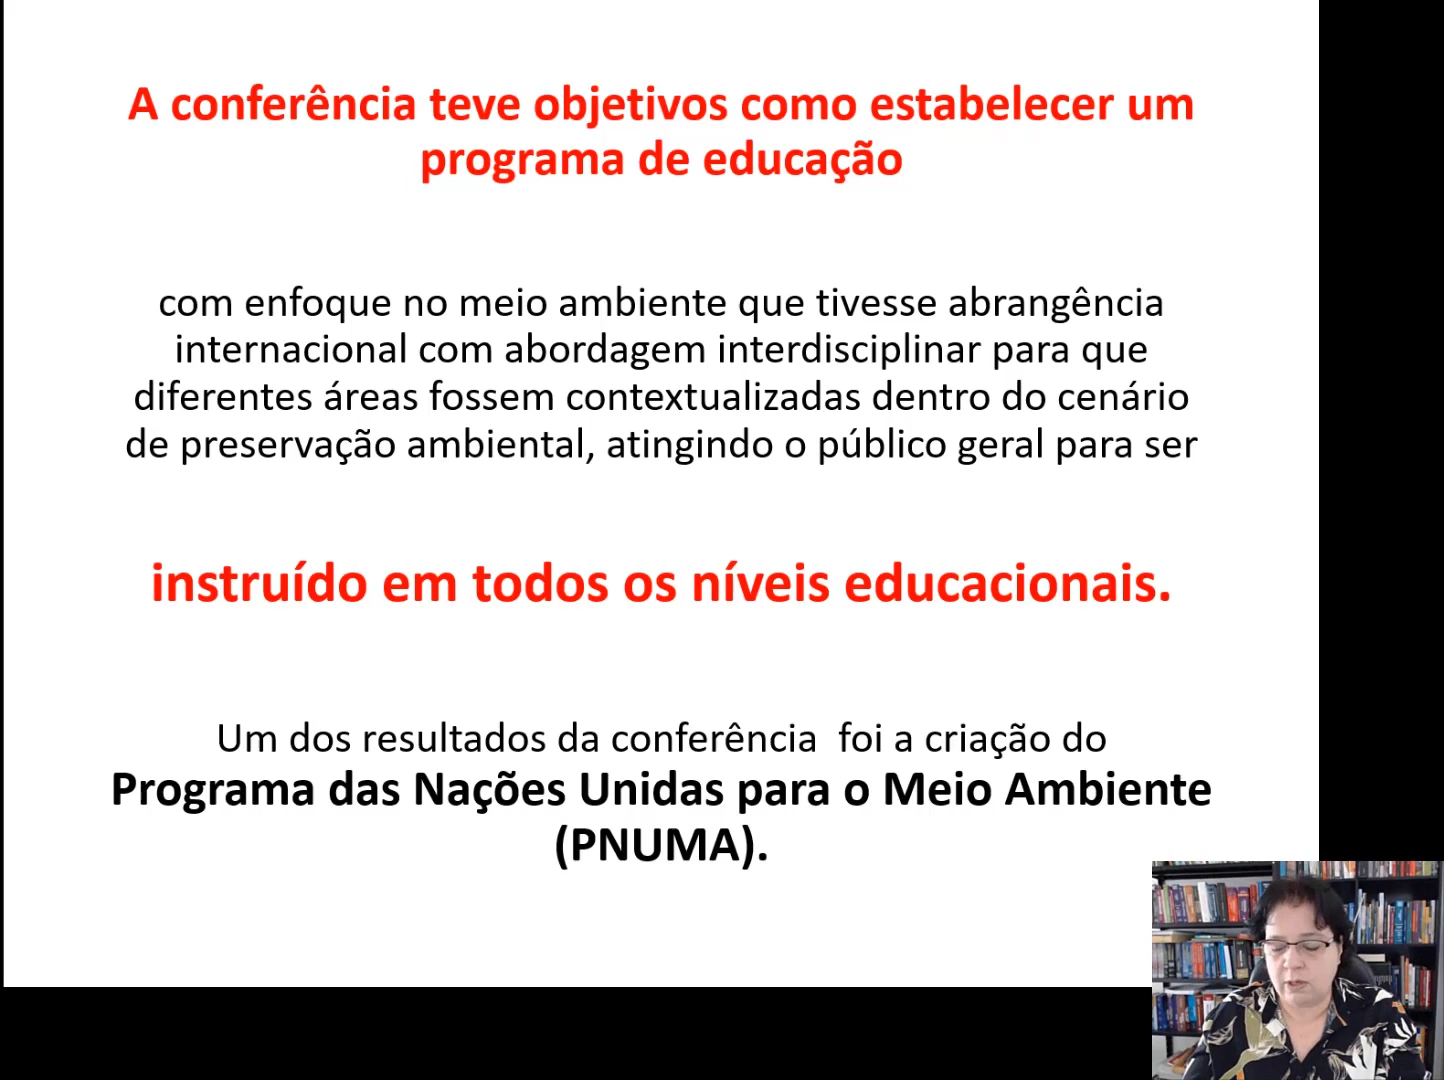 A conferência teve objetivos como estabelecer um
programa de educação
com enfoque no meio ambiente que tivesse abrangência
internacional com abordagem interdisciplinar para que
diferentes áreas fossem contextualizadas dentro do cenário
de preservação ambiental, atingindo o público geral para ser
instruído em todos os níveis educacionais.
Um dos resultados da conferência  foi a criação do
Programa das Nações Unidas para o Meio Ambiente
(PNUMA).